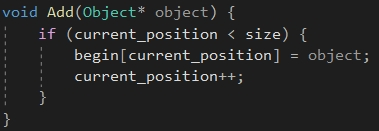 void Add(Object* object) {
    if (current_position < size) {
        begin[current_position] = object;
        current_position++;
    }
}